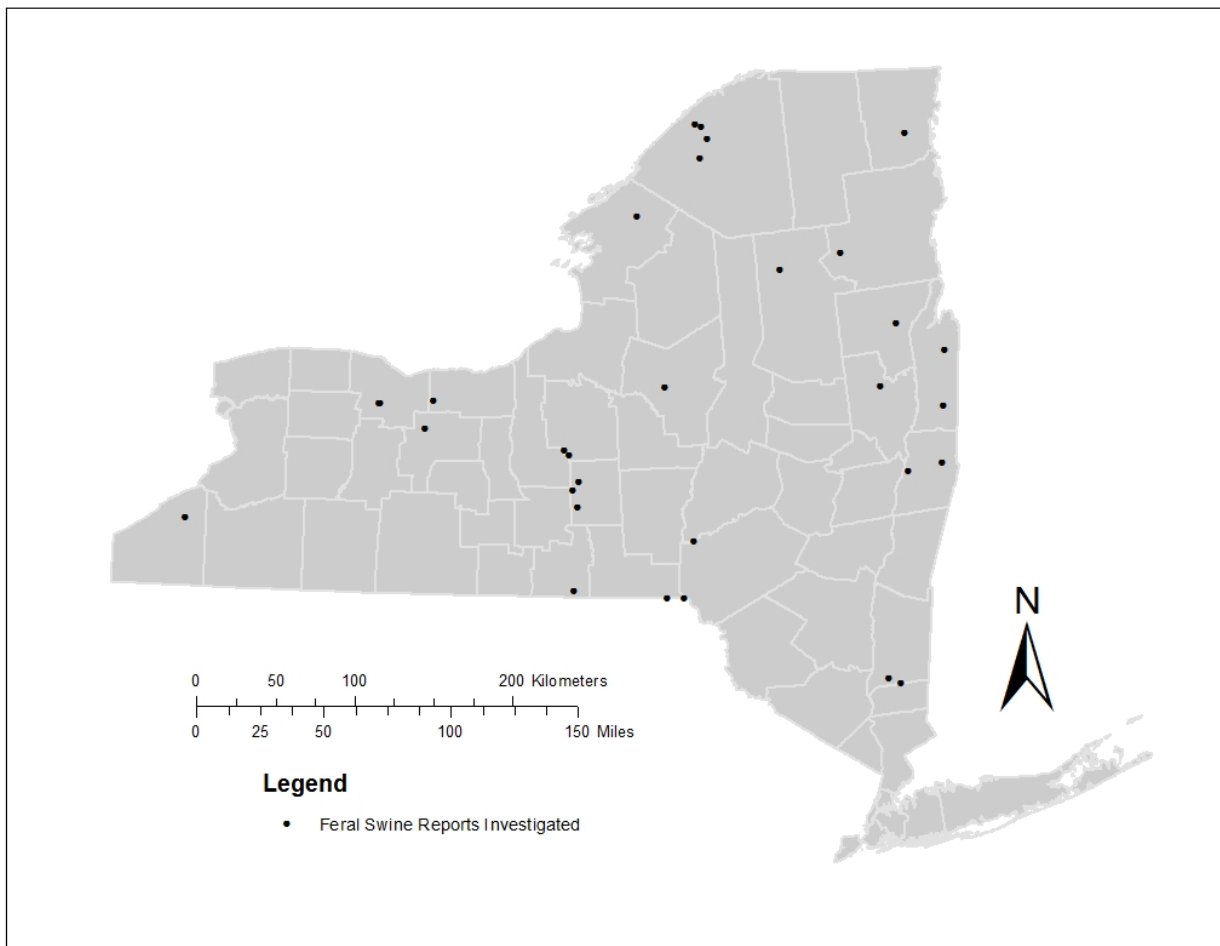 N
0 50 100 200 Kilometers
0 25 50 100 150 Miles
Legend
Feral Swine Reports Investigated